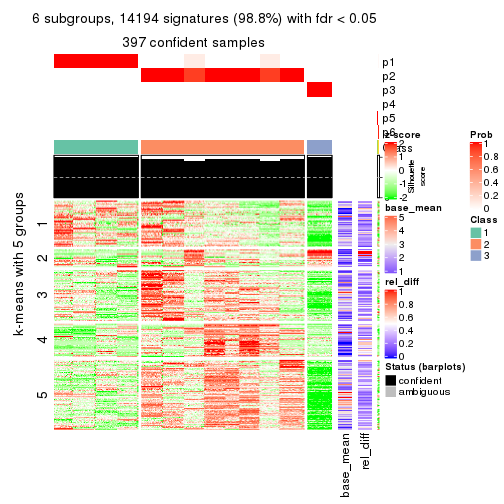 6 subgroups, 14194 signatures (98.8%) with fdr < 0.05
397 confident samples
p1
p2
p3
p4
p5
p6
Class
Silhouette score
k-means with 5 groups
1
2
3
4
5
base_mean
rel_diff
z-score
2
1
0
-1
-2
base_mean
5
4
3
2
1
rel_diff
1
0.8
0.6
0.4
0.2
0
Status (barplots)
confident
ambiguous
Prob
1
0.8
0.6
0.4
0.2
0
Class
1
2
3